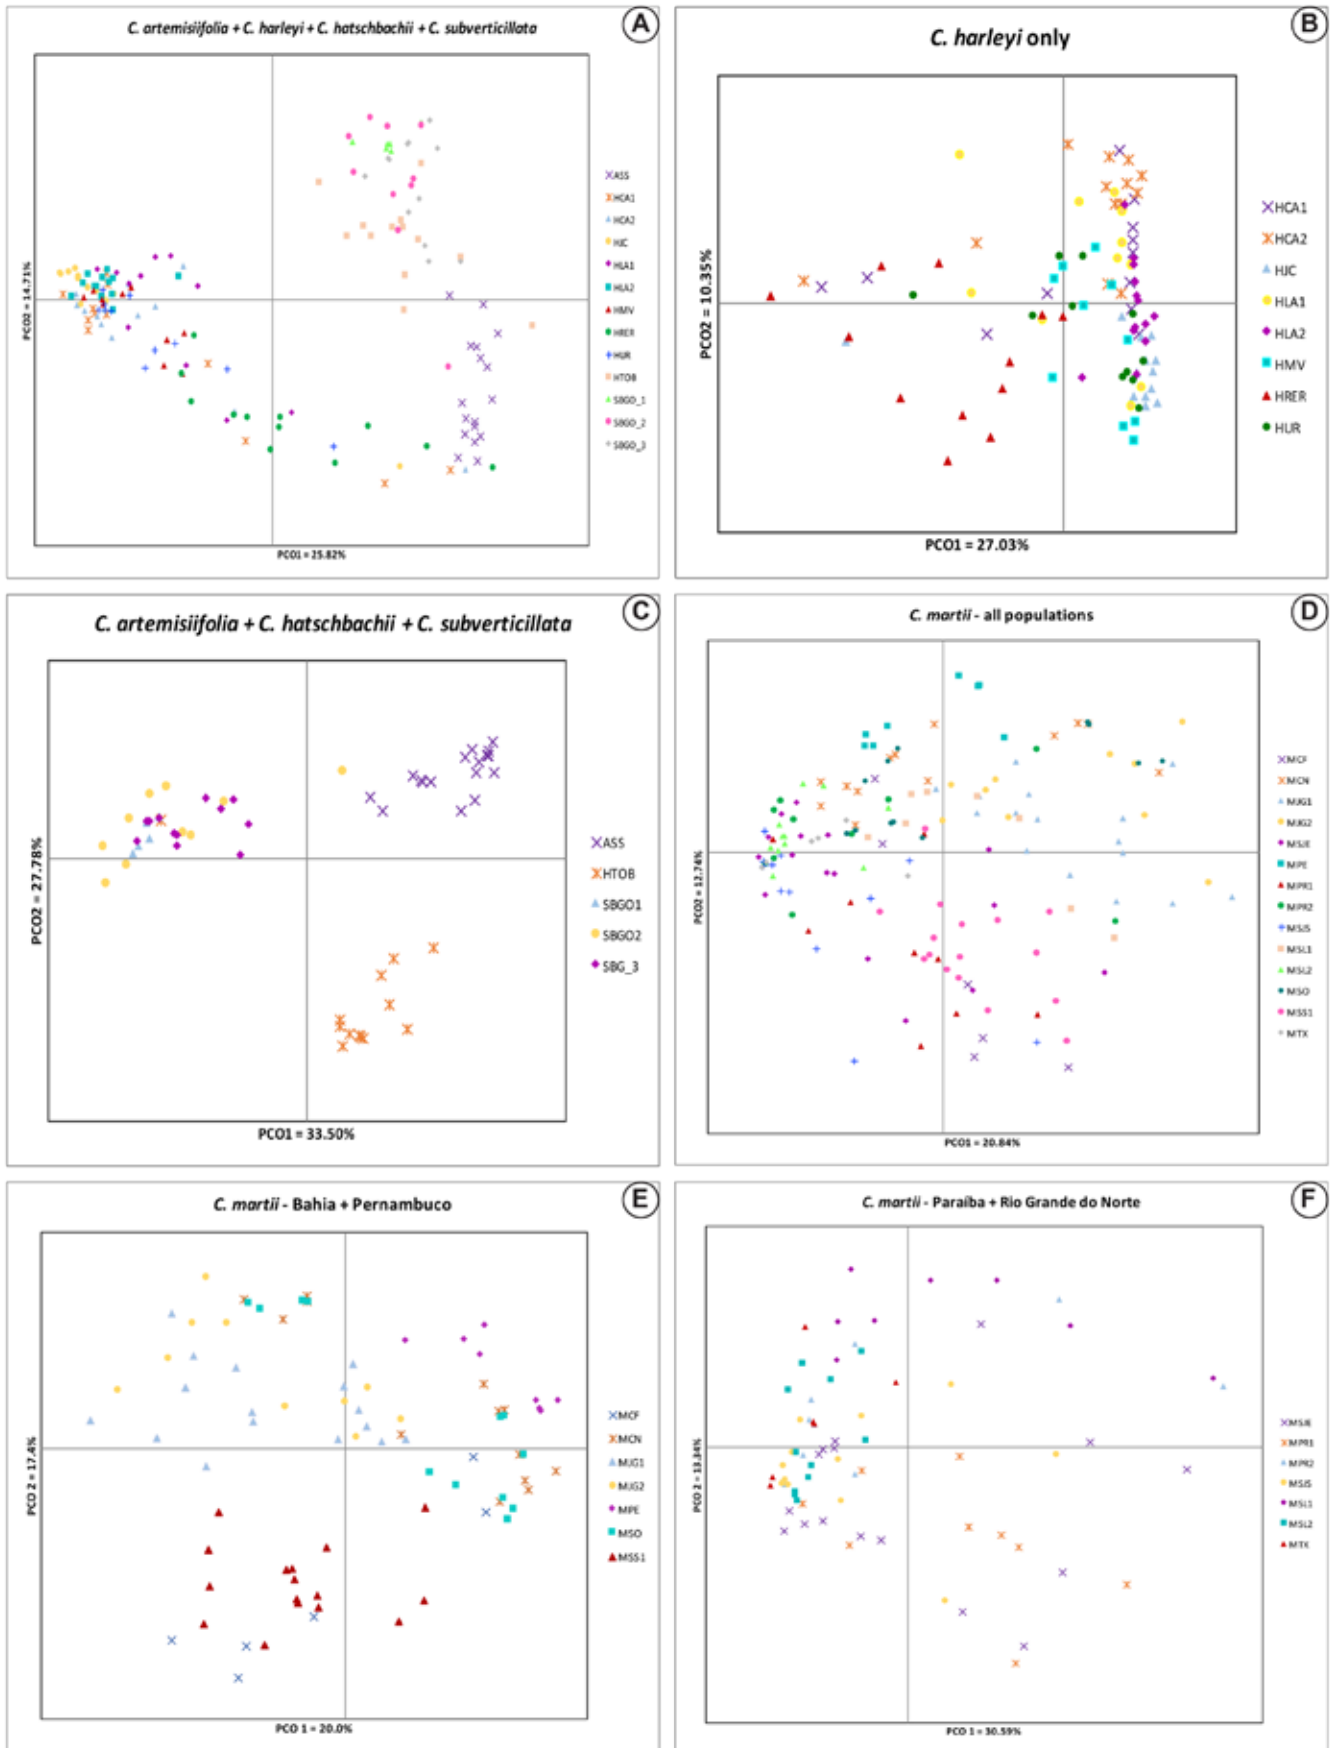 C. artemisiifolia + C. harleyi + C. hatschbachii + C. subverticillata
A
PCO2 = 14.71%
PCO1 = 25.82%
ASS
HCA1
HCA2
HJC
HLA1
HLA2
HMV
HRER
HUR
HTOB
SBGO_1
SBGO_2
SBGO_3
C. harleyi only
B
PCO2 = 10.35%
PCO1 = 27.03%
HCA1
HCA2
HJC
HLA1
HLA2
HMV
HRER
HUR
C. artemisiifolia + C. hatschbachii + C. subverticillata
C
PCO2 = 27.78%
PCO1 = 33.50%
ASS
HTOB
SBGO1
SBGO2
SBG_3
C. martii - all populations
D
PCO2 = 12.74%
PCO1 = 20.84%
MCF
MCN
MJG1
MJG2
MSJE
MPE
MPR1
MPR2
MSJS
MSL1
MSL2
MSO
MSS1
MTX
C. martii - Bahia + Pernambuco
E
PCO 2 = 17.4%
PCO 1 = 20.0%
MCF
MCN
MJG1
MJG2
MPE
MSO
MSS1
C. martii - Paraíba + Rio Grande do Norte
F
PCO 2 = 13.34%
PCO 1 = 30.59%
MSJE
MPR1
MPR2
MSJS
MSL1
MSL2
MTX